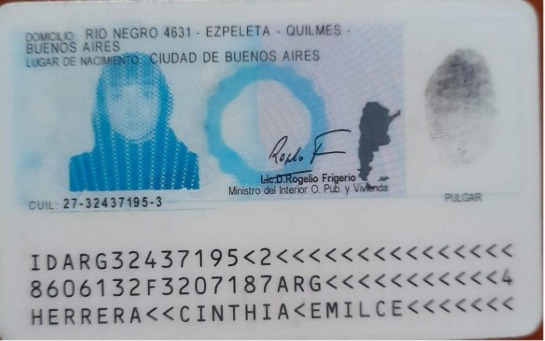 DOMICILIO: RIO NEGRO 4631 - EZPELETA - QUILMES -
BUENOS AIRES
LUGAR DE NACIMIENTO: CIUDAD DE BUENOS AIRES
Lic.D.Rogelio Frigerio
Ministro del Interior O. Pub. y Vivienda
PULGAR
CUIL: 27-32437195-3
IDARG32437195<2<<<<<<<<<<<<<<<
8606132F3207187ARG<<<<<<<<<<<4
HERRERA<<CINTHIA<EMILCE<<<<<<<